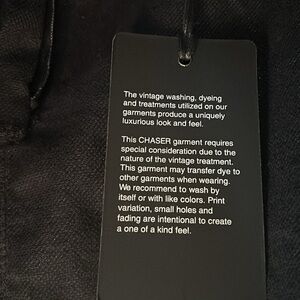 The vintage washing, dyeing
and treatments utilized on our
garments produce a uniquely
luxurious look and feel.
This CHASER garment requires
special consideration due to the
nature of the vintage treatment.
This garment may transfer dye to
other garments when wearing.
We recommend to wash by
itself or with like colors. Print
variation, small holes and
fading are intentional to create
a one of a kind feel.